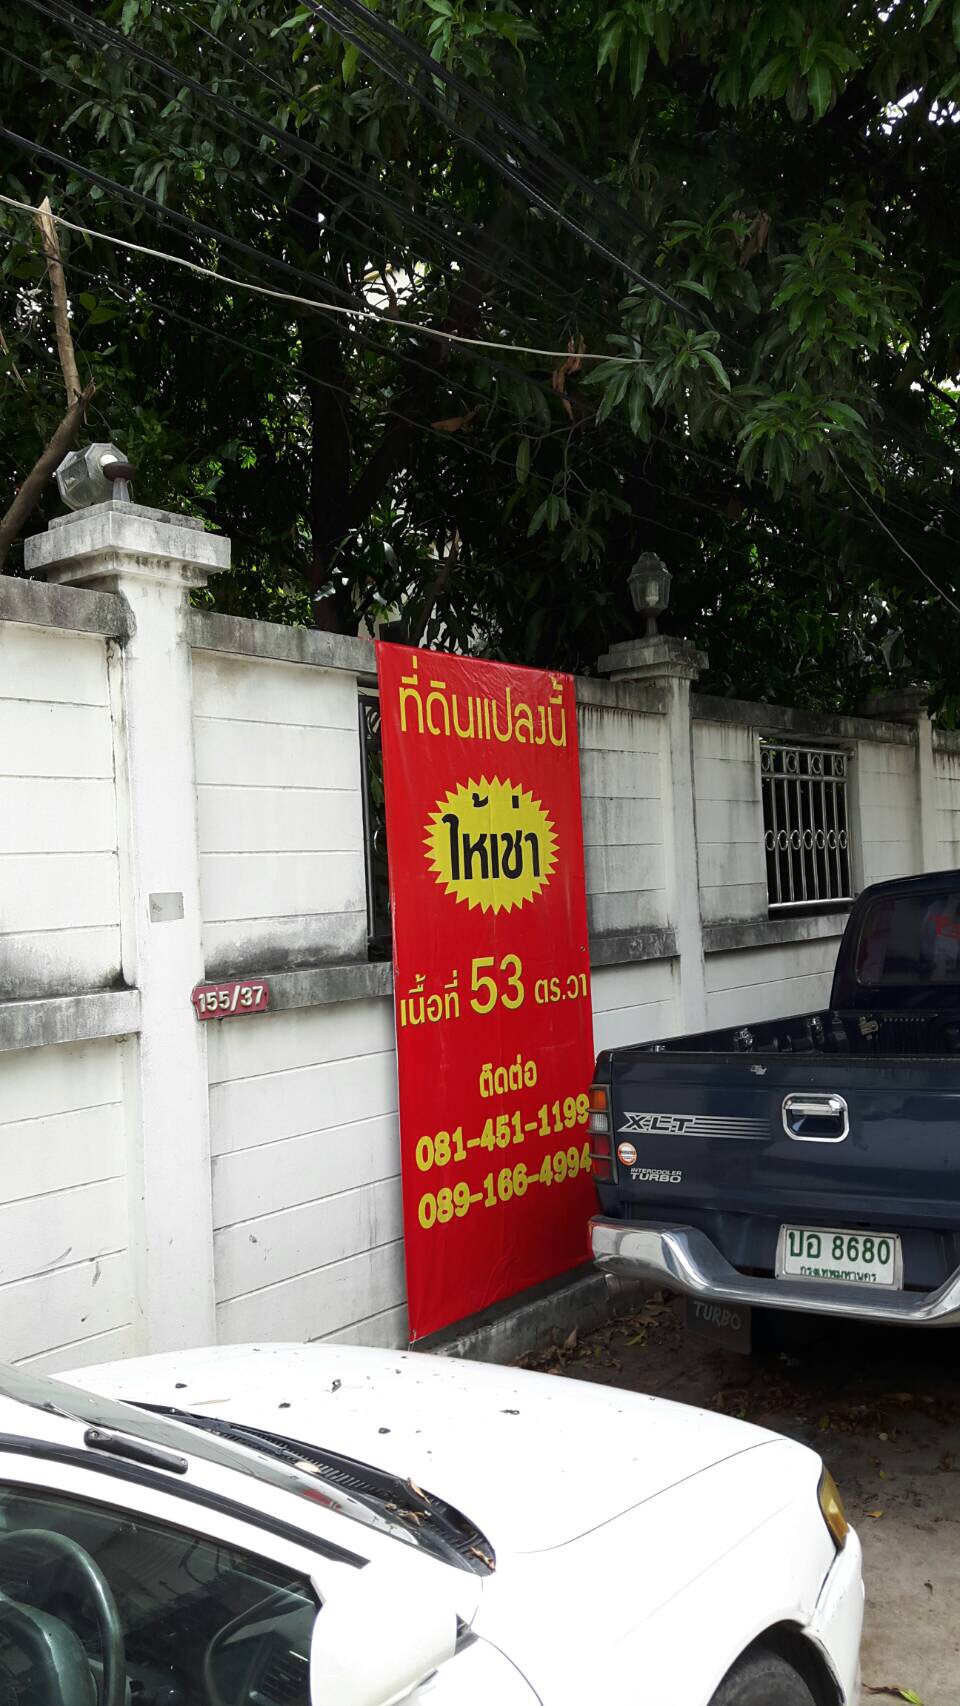 ที่ดินแปลงนี้
ให้เช่า
เนื้อที่ 53 ตร.วา
ติดต่อ
081-451-1199
089-166-4994
155/37
XLT
INTERCOOLER
TURBO
ปอ 8680
กรุงเทพมหานคร
TURBO